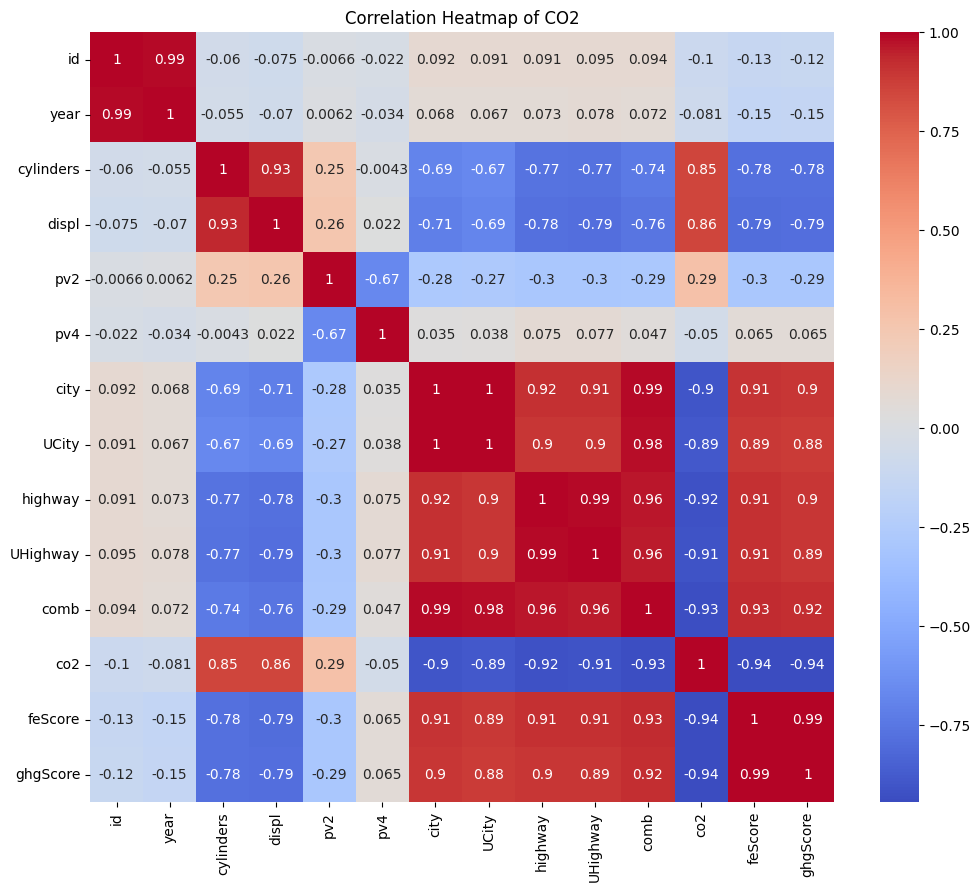 Correlation Heatmap of CO2
id 1 0.99 -0.06 -0.075 -0.0066 -0.022 0.092 0.091 0.091 0.095 0.094 -0.1 -0.13 -0.12
year 0.99 1 -0.055 -0.07 0.0062 -0.034 0.068 0.067 0.073 0.078 0.072 -0.081 -0.15 -0.15
cylinders -0.06 -0.055 1 0.93 0.25 -0.0043 -0.69 -0.67 -0.77 -0.77 -0.74 0.85 -0.78 -0.78
displ -0.075 -0.07 0.93 1 0.26 0.022 -0.71 -0.69 -0.78 -0.79 -0.76 0.86 -0.79 -0.79
pv2 -0.0066 0.0062 0.25 0.26 1 -0.67 -0.28 -0.27 -0.3 -0.3 -0.29 0.29 -0.3 -0.29
pv4 -0.022 -0.034 -0.0043 0.022 -0.67 1 0.035 0.038 0.075 0.077 0.047 -0.05 0.065 0.065
city 0.092 0.068 -0.69 -0.71 -0.28 0.035 1 1 0.92 0.91 0.99 -0.9 0.91 0.9
UCity 0.091 0.067 -0.67 -0.69 -0.27 0.038 1 1 0.9 0.9 0.98 -0.89 0.89 0.88
highway 0.091 0.073 -0.77 -0.78 -0.3 0.075 0.92 0.9 1 0.99 0.96 -0.92 0.91 0.9
UHighway 0.095 0.078 -0.77 -0.79 -0.3 0.077 0.91 0.9 0.99 1 0.96 -0.91 0.91 0.89
comb 0.094 0.072 -0.74 -0.76 -0.29 0.047 0.99 0.98 0.96 0.96 1 -0.93 0.93 0.92
co2 -0.1 -0.081 0.85 0.86 0.29 -0.05 -0.9 -0.89 -0.92 -0.91 -0.93 1 -0.94 -0.94
feScore -0.13 -0.15 -0.78 -0.79 -0.3 0.065 0.91 0.89 0.91 0.91 0.93 -0.94 1 0.99
ghgScore -0.12 -0.15 -0.78 -0.79 -0.29 0.065 0.9 0.88 0.9 0.89 0.92 -0.94 0.99 1
id year cylinders displ pv2 pv4 city UCity highway UHighway comb co2 feScore ghgScore
1.00
0.75
0.50
0.25
0.00
−0.25
−0.50
−0.75